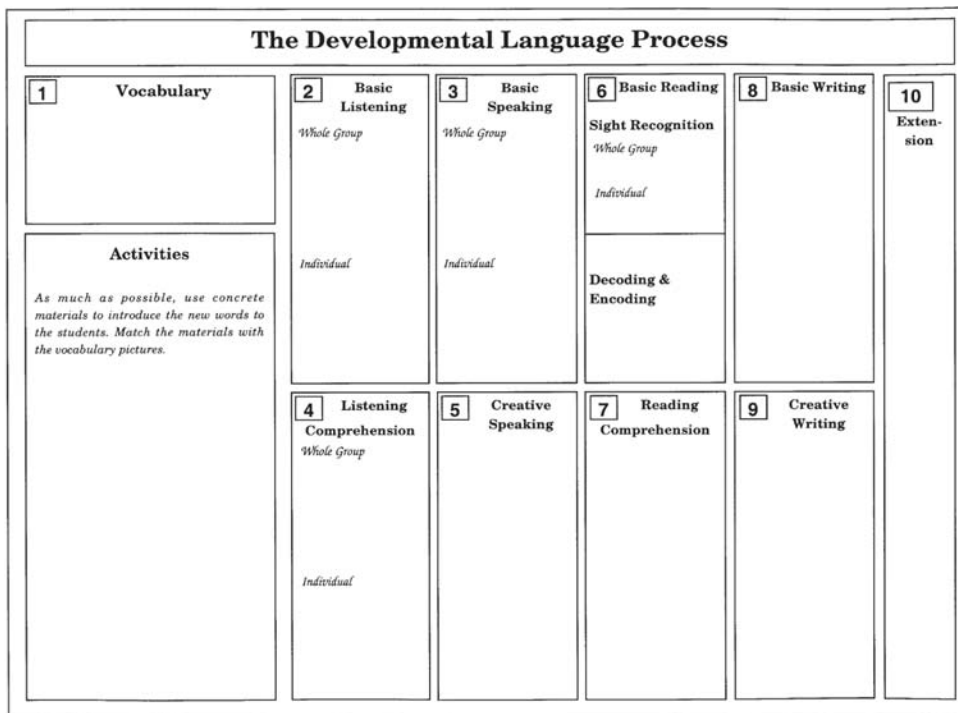 The Developmental Language Process
1 Vocabulary
Activities
As much as possible, use concrete
materials to introduce the new words to
the students. Match the materials with
the vocabulary pictures.
2 Basic
Listening
Whole Group
Individual
3 Basic
Speaking
Whole Group
Individual
4 Listening
Comprehension
Whole Group
Individual
5 Creative
Speaking
6 Basic Reading
Sight Recognition
Whole Group
Individual
Decoding &
Encoding
7 Reading
Comprehension
8 Basic Writing
9 Creative
Writing
10
Exten-
sion